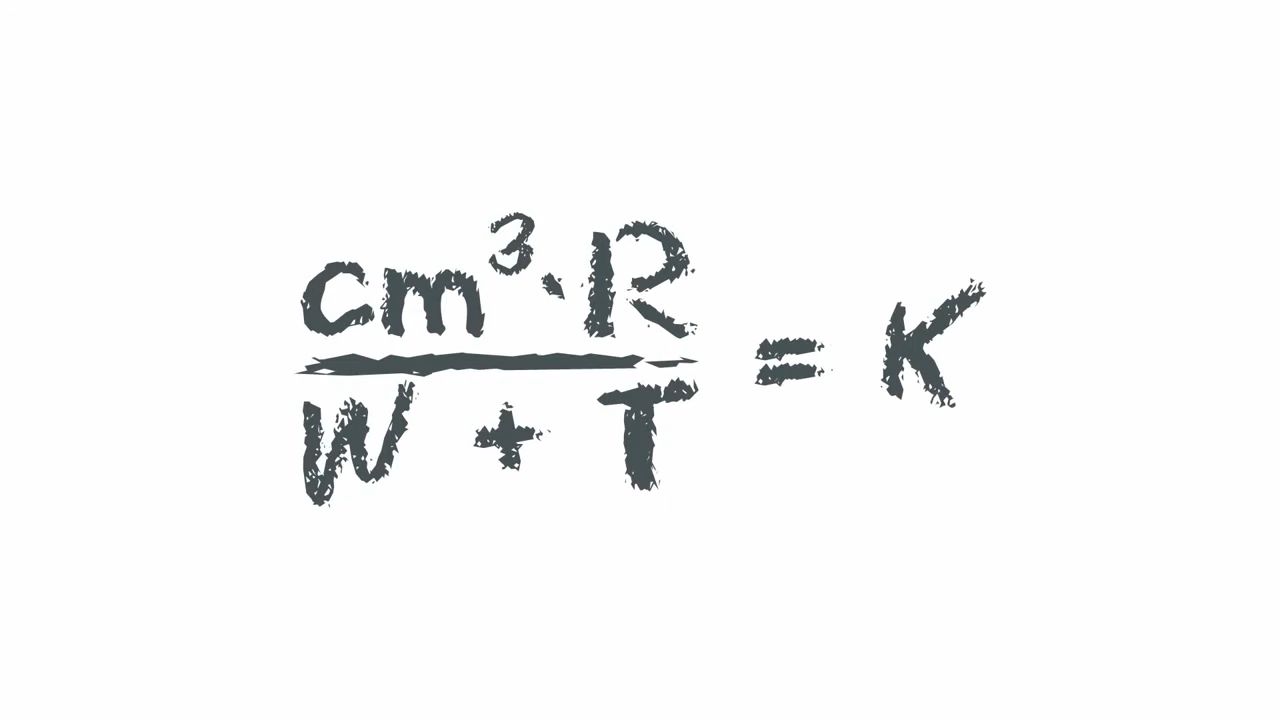 cm³·R
W + T
= K